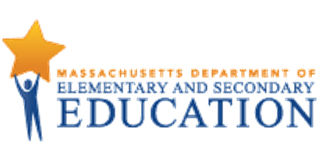 MASSACHUSETTS DEPARTMENT OF
ELEMENTARY AND SECONDARY
EDUCATION